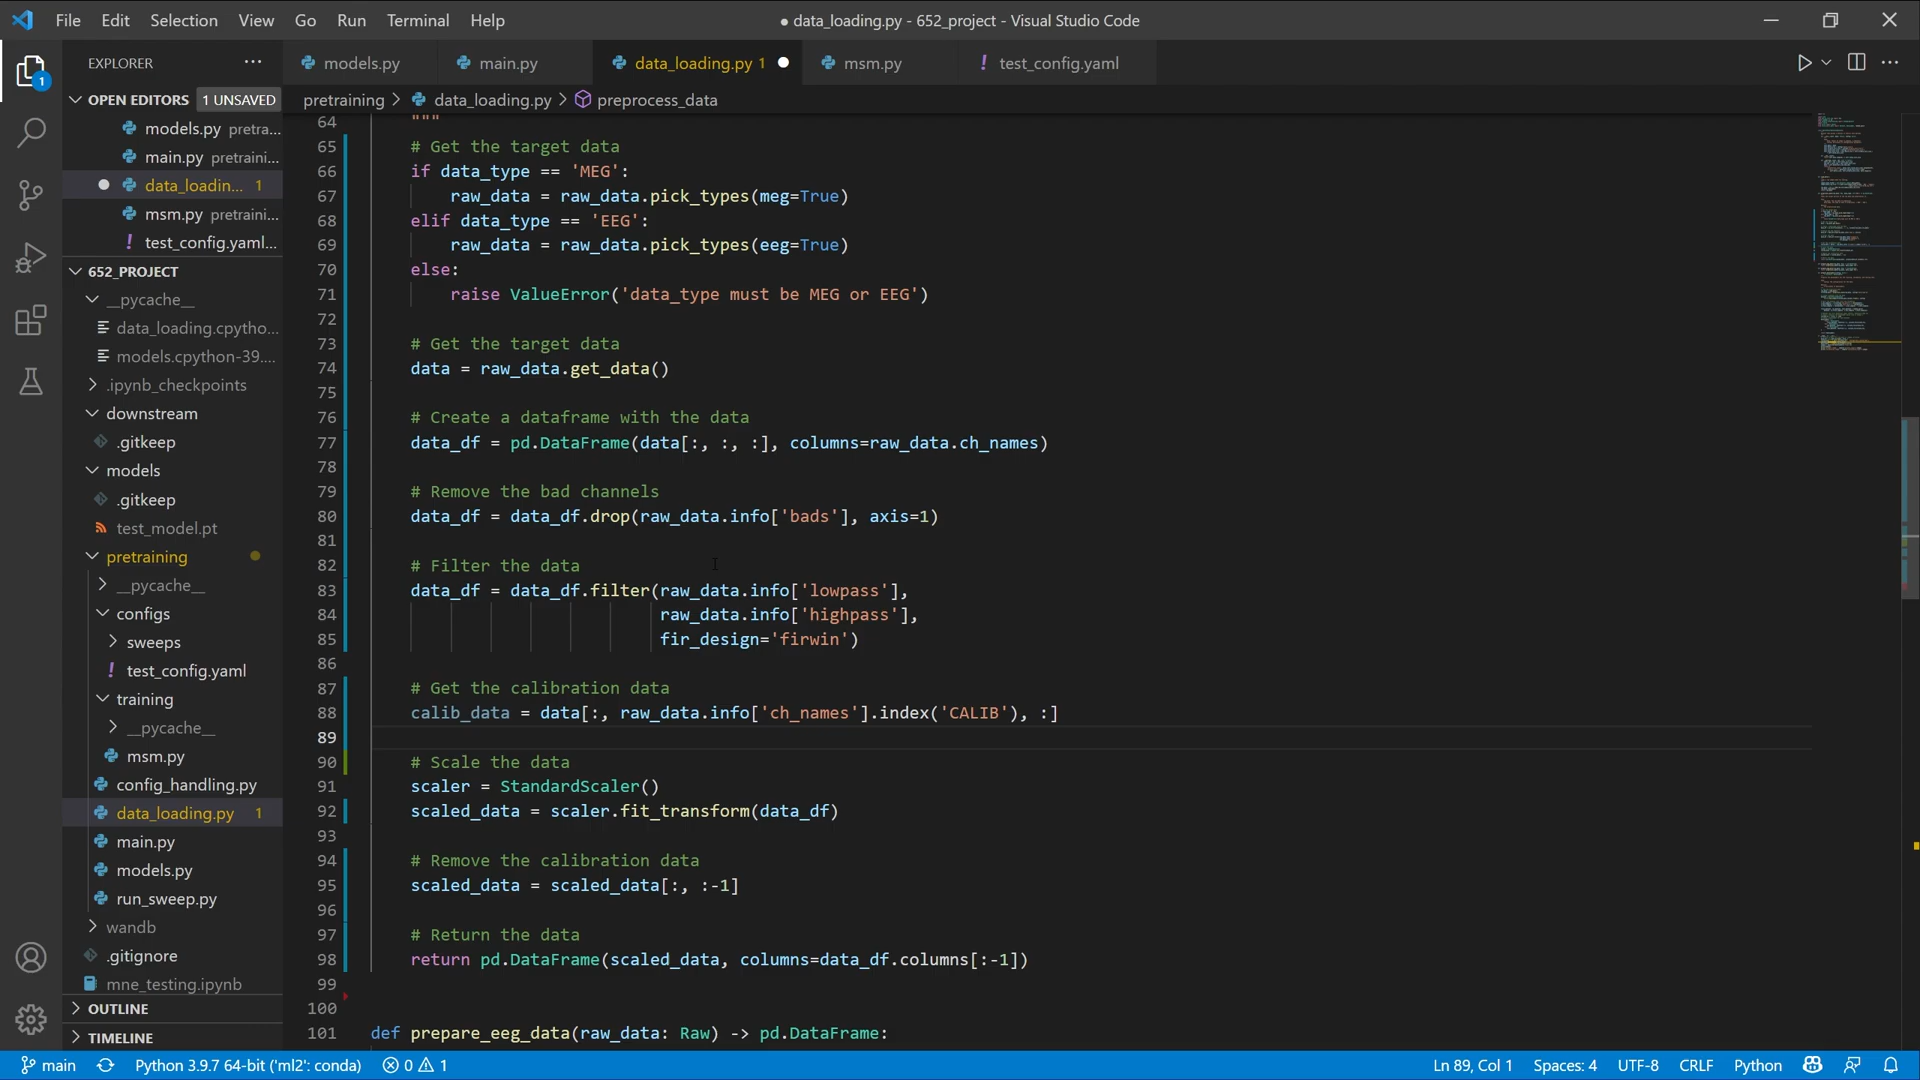 File Edit Selection View Go Run Terminal Help
● data_loading.py - 652_project - Visual Studio Code
EXPLORER ...
OPEN EDITORS 1 UNSAVED
models.py pretra...
main.py pretraini...
data_loadin... 1
msm.py pretraini...
! test_config.yaml...
652_PROJECT
__pycache__
data_loading.cpytho...
models.cpython-39....
.ipynb_checkpoints
downstream
.gitkeep
models
.gitkeep
test_model.pt
pretraining
__pycache__
configs
sweeps
! test_config.yaml
training
__pycache__
msm.py
config_handling.py
data_loading.py 1
main.py
models.py
run_sweep.py
wandb
.gitignore
mne_testing.ipynb
OUTLINE
TIMELINE
models.py main.py data_loading.py 1 ● msm.py ! test_config.yaml
pretraining > data_loading.py > preprocess_data
64 """
65 # Get the target data
66 if data_type == 'MEG':
67 raw_data = raw_data.pick_types(meg=True)
68 elif data_type == 'EEG':
69 raw_data = raw_data.pick_types(eeg=True)
70 else:
71 raise ValueError('data_type must be MEG or EEG')
72
73 # Get the target data
74 data = raw_data.get_data()
75
76 # Create a dataframe with the data
77 data_df = pd.DataFrame(data[:, :, :], columns=raw_data.ch_names)
78
79 # Remove the bad channels
80 data_df = data_df.drop(raw_data.info['bads'], axis=1)
81
82 # Filter the data
83 data_df = data_df.filter(raw_data.info['lowpass'],
84 raw_data.info['highpass'],
85 fir_design='firwin')
86
87 # Get the calibration data
88 calib_data = data[:, raw_data.info['ch_names'].index('CALIB'), :]
89
90 # Scale the data
91 scaler = StandardScaler()
92 scaled_data = scaler.fit_transform(data_df)
93
94 # Remove the calibration data
95 scaled_data = scaled_data[:, :-1]
96
97 # Return the data
98 return pd.DataFrame(scaled_data, columns=data_df.columns[:-1])
99
100
101 def prepare_eeg_data(raw_data: Raw) -> pd.DataFrame:
1
main Python 3.9.7 64-bit ('ml2': conda) 0 1 Ln 89, Col 1 Spaces: 4 UTF-8 CRLF Python